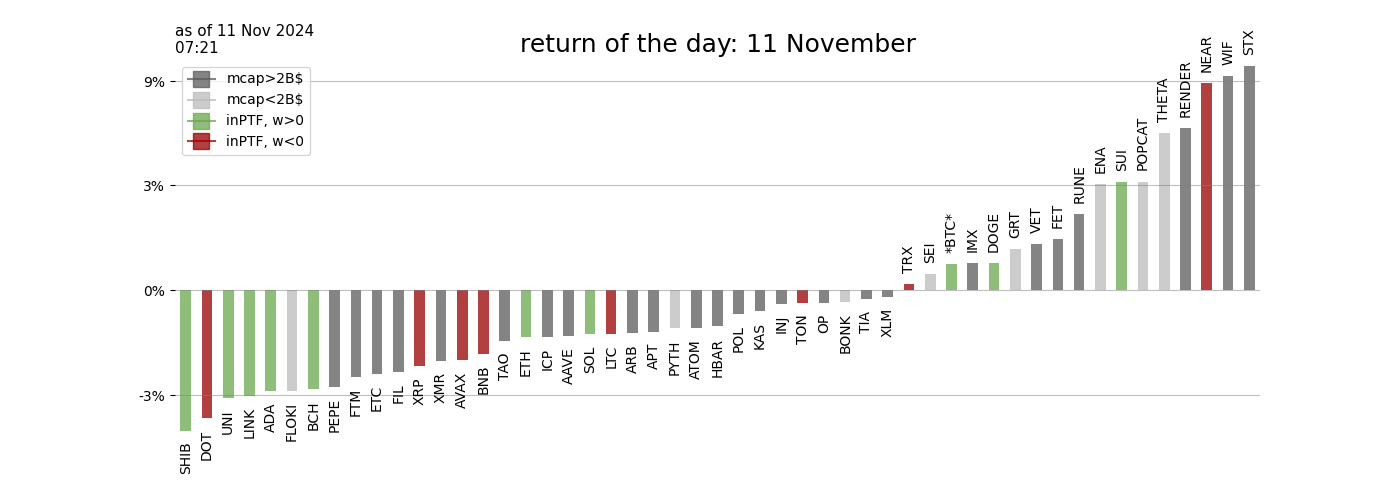 as of 11 Nov 2024
07:21
return of the day: 11 November
mcap>2B$
mcap<2B$
inPTF, w>0
inPTF, w<0
9%
3%
0%
-3%
SHIB
DOT
UNI
LINK
ADA
FLOKI
BCH
PEPE
FTM
ETC
FIL
XRP
XMR
AVAX
BNB
TAO
ETH
ICP
AAVE
SOL
LTC
ARB
APT
PYTH
ATOM
HBAR
POL
KAS
INJ
TON
OP
BONK
TIA
XLM
TRX
SEI
*BTC*
IMX
DOGE
GRT
VET
FET
RUNE
ENA
SUI
POPCAT
THETA
RENDER
NEAR
WIF
STX